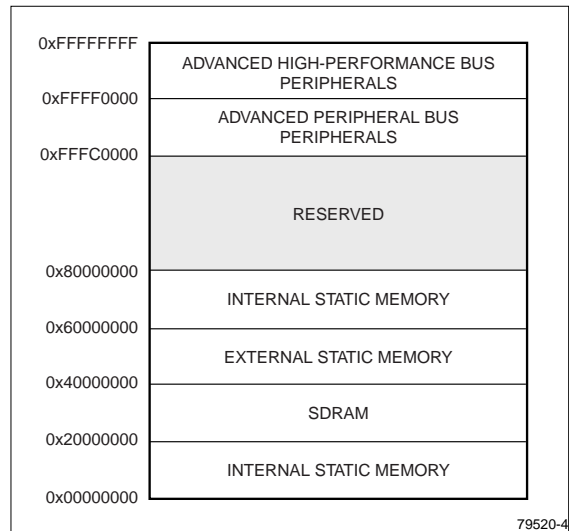 0xFFFFFFFF
ADVANCED HIGH-PERFORMANCE BUS
PERIPHERALS
0xFFFF0000
ADVANCED PERIPHERAL BUS
PERIPHERALS
0xFFFC0000
RESERVED
0x80000000
INTERNAL STATIC MEMORY
0x60000000
EXTERNAL STATIC MEMORY
0x40000000
SDRAM
0x20000000
INTERNAL STATIC MEMORY
0x00000000
79520-4